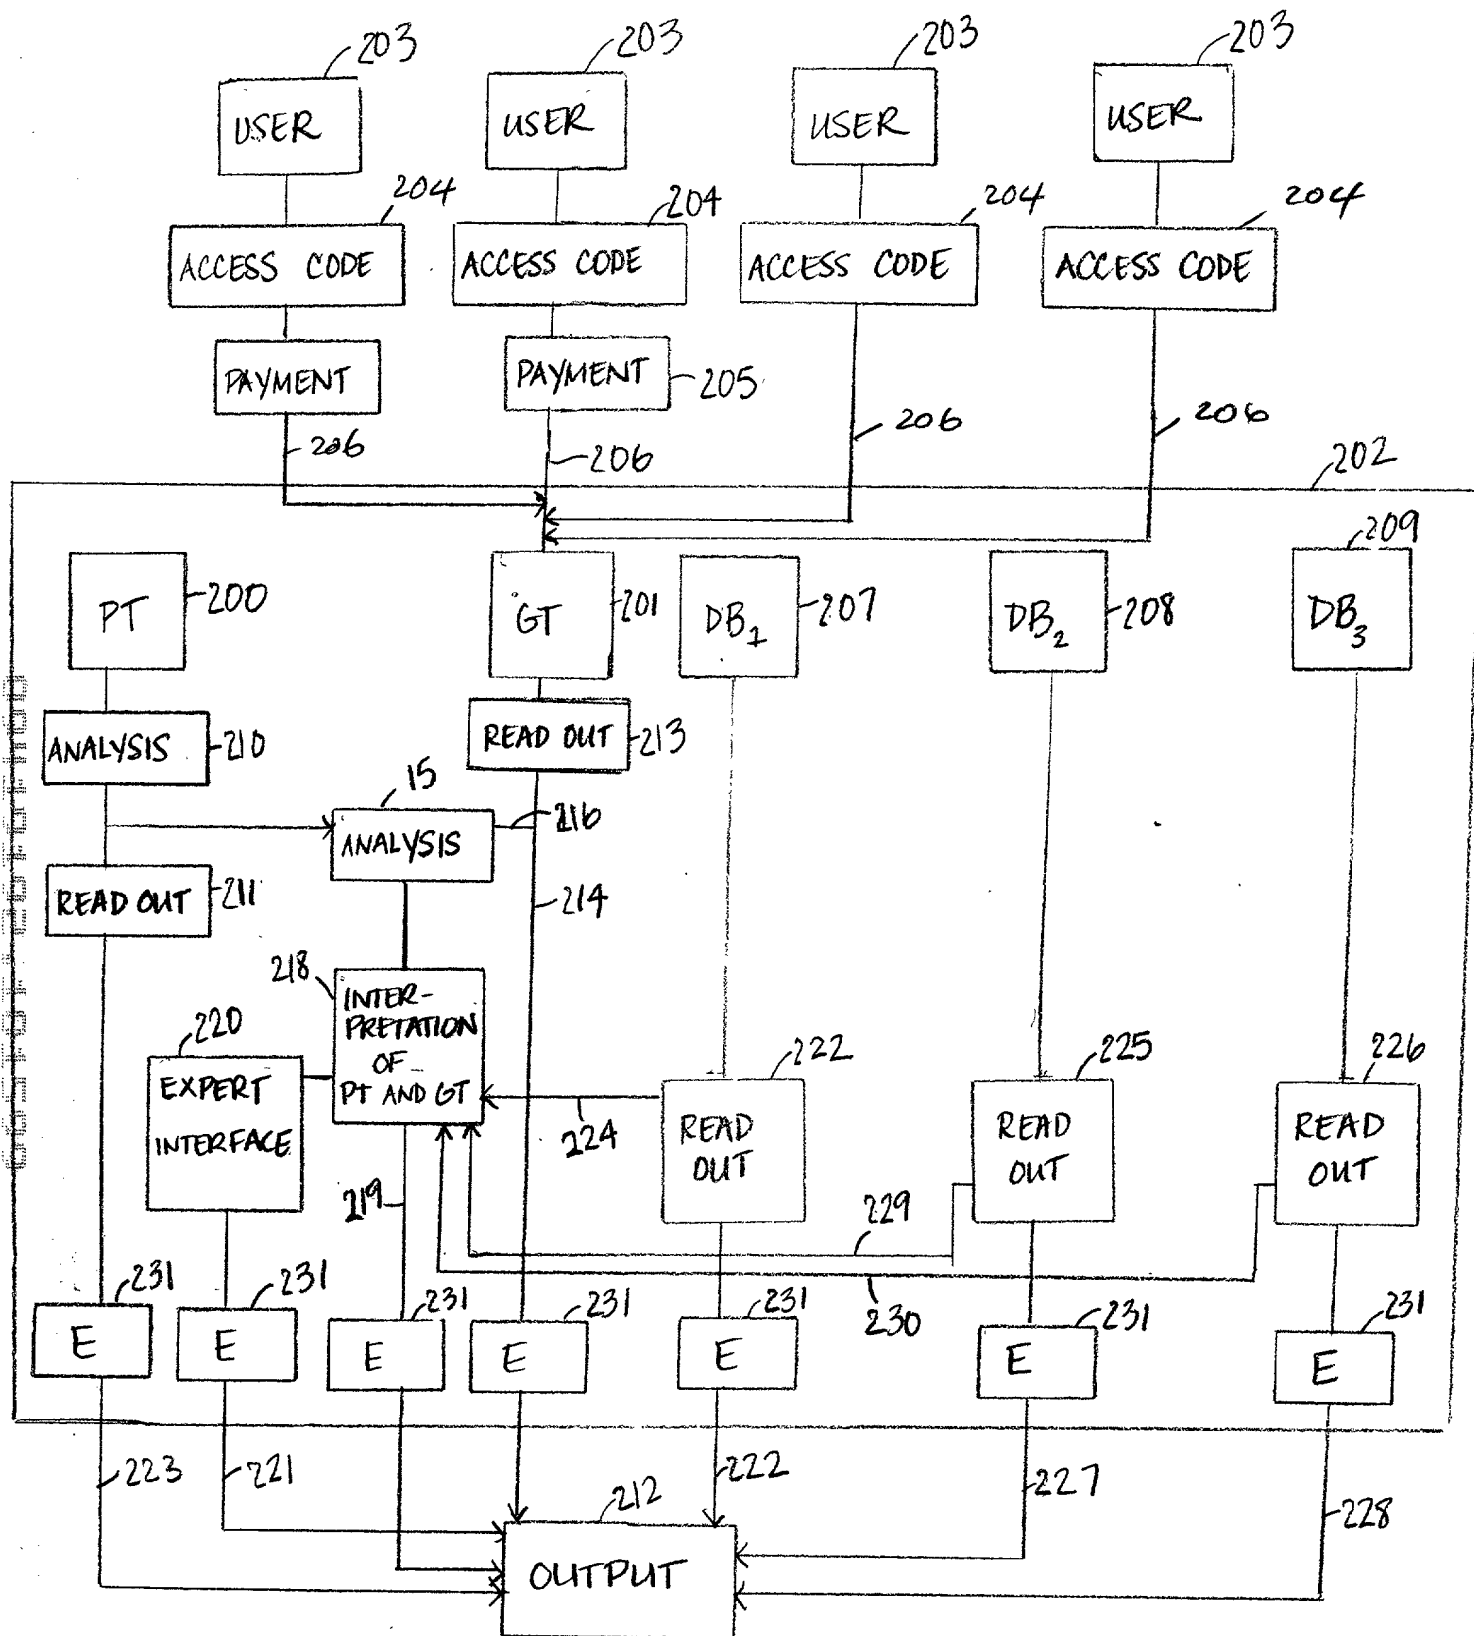 203
203
203
203
USER
USER
USER
USER
204
204
204
204
ACCESS CODE
ACCESS CODE
ACCESS CODE
ACCESS CODE
PAYMENT
PAYMENT
205
206
206
206
206
202
PT
200
GT
201
DB1
207
DB2
208
209
DB3
ANALYSIS
210
READ OUT
213
15
ANALYSIS
216
READ OUT
211
214
218
INTER-
PRETATION
OF
PT AND GT
220
EXPERT
INTERFACE
222
READ
OUT
225
READ
OUT
226
READ
OUT
224
219
229
230
231
E
231
E
231
E
231
E
231
E
231
E
231
E
223
221
222
227
228
212
OUTPUT